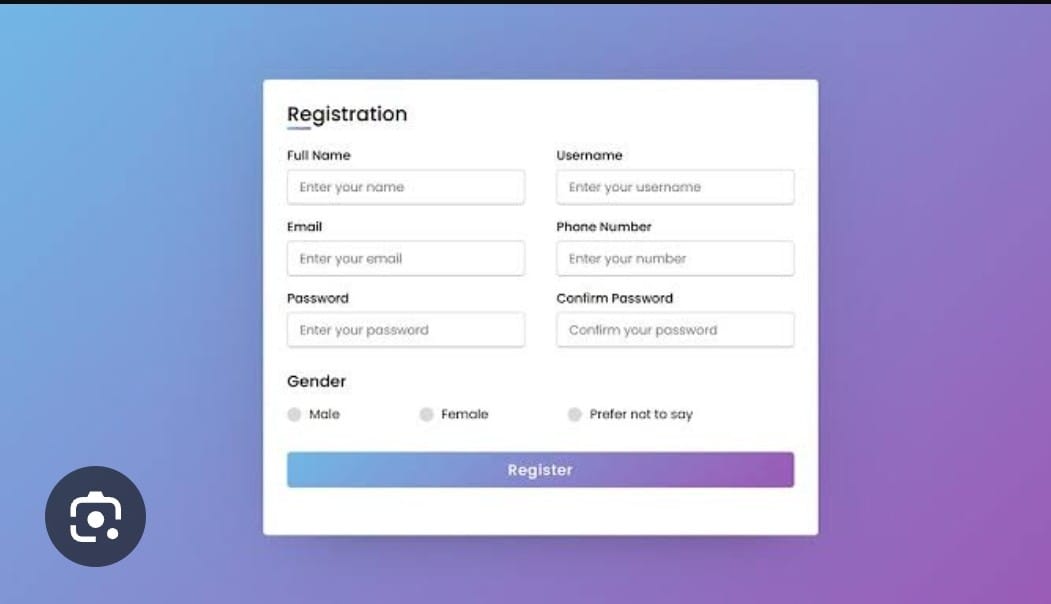 Registration
Full Name
Username
Enter your name
Enter your username
Email
Phone Number
Enter your email
Enter your number
Password
Confirm Password
Enter your password
Confirm your password
Gender
Male
Female
Prefer not to say
Register